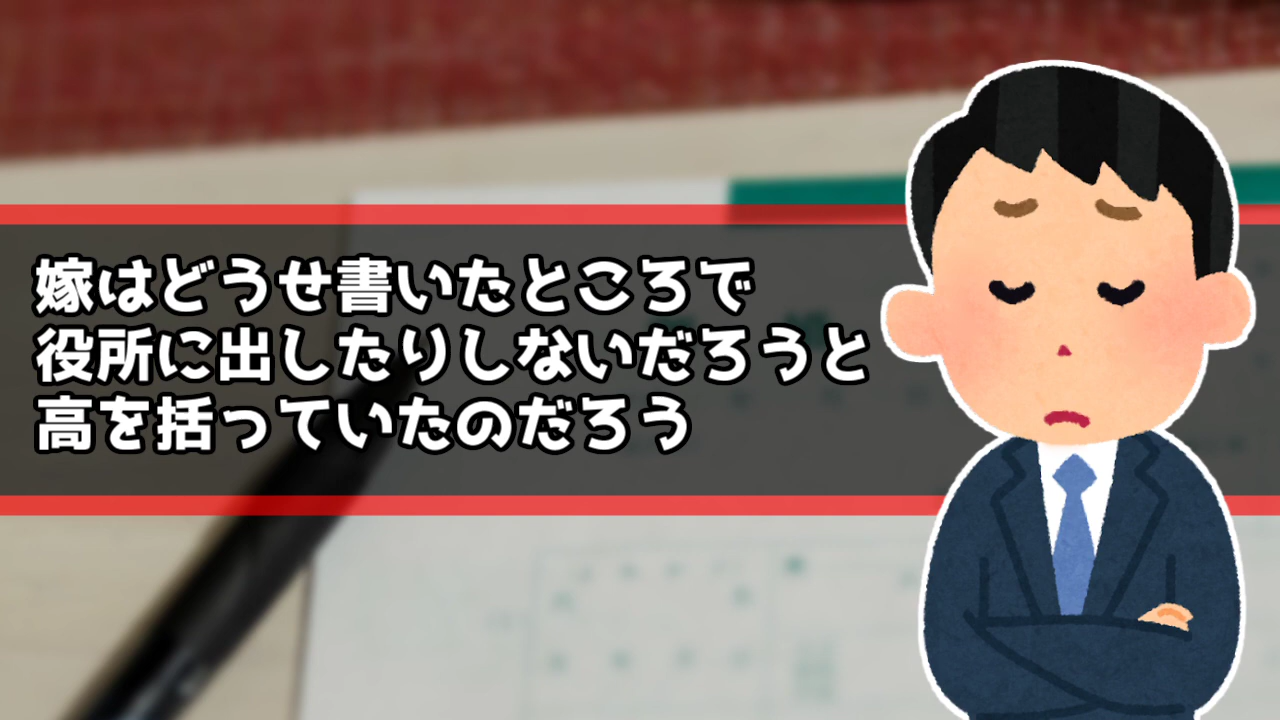 嫁はどうせ書いたところで
役所に出したりしないだろうと
高を括っていたのだろう